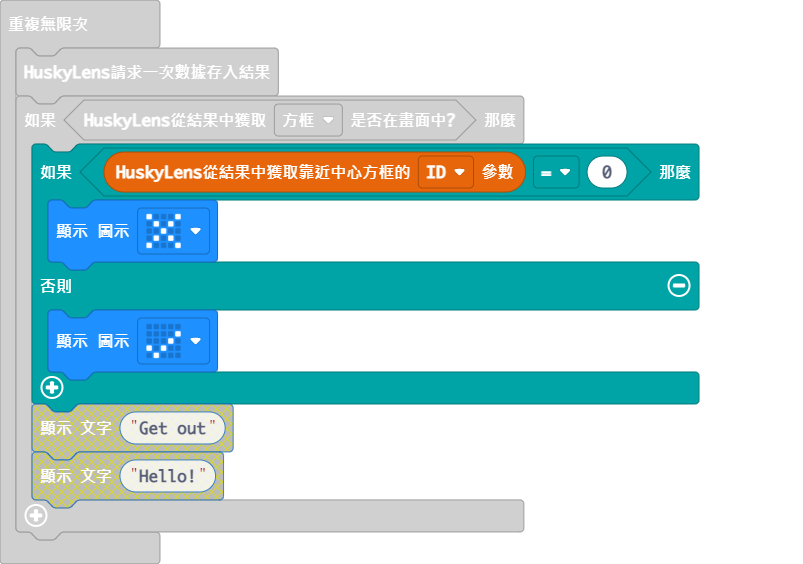 重複無限次
HuskyLens請求一次數據存入結果
如果 HuskyLens從結果中獲取 方框 是否在畫面中? 那麼
如果 HuskyLens從結果中獲取靠近中心方框的 ID 參數 = 0 那麼
顯示 圖示
否則
顯示 圖示
顯示 文字 "Get out"
顯示 文字 "Hello!"